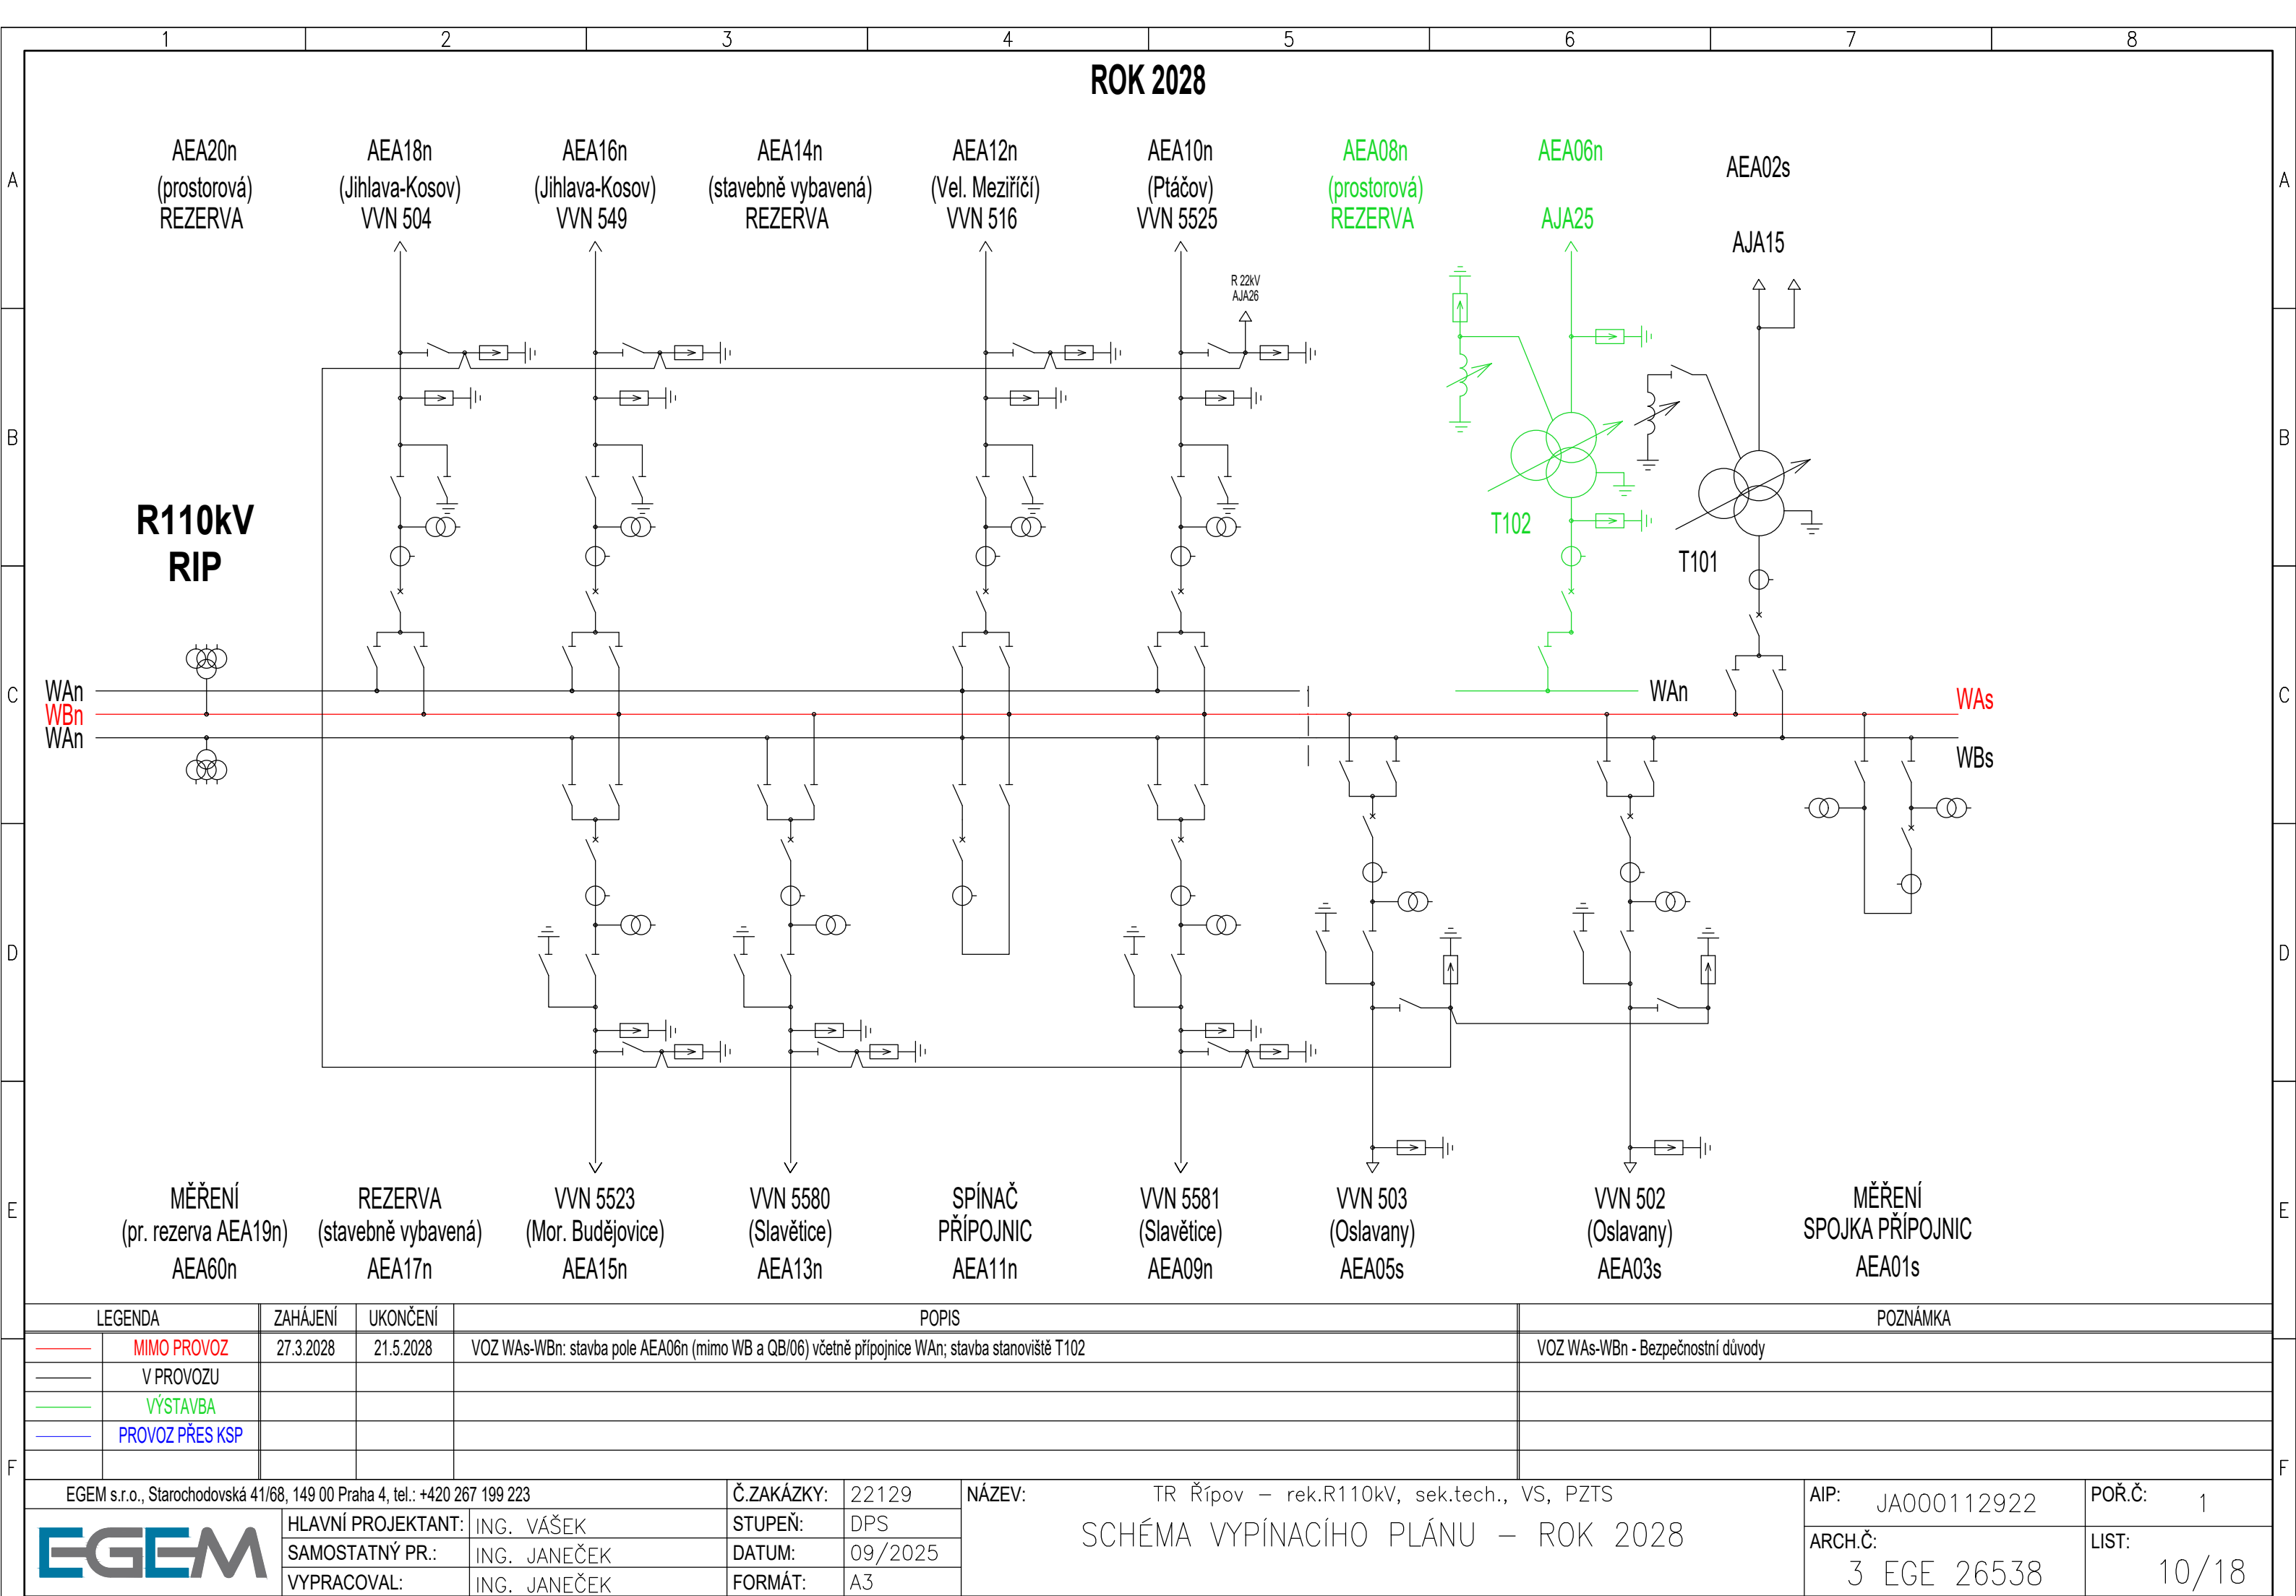 1 2 3 4 5 6 7 8
ROK 2028
A A
B B
C C
D D
E E
F F
AEA20n
(prostorová)
REZERVA
AEA18n
(Jihlava-Kosov)
VVN 504
AEA16n
(Jihlava-Kosov)
VVN 549
AEA14n
(stavebně vybavená)
REZERVA
AEA12n
(Vel. Meziříčí)
VVN 516
AEA10n
(Ptáčov)
VVN 5525
AEA08n
(prostorová)
REZERVA
AEA06n
AJA25
AEA02s
AJA15
R 22kV
AJA26
R110kV
RIP
T102
T101
WAn
WBn
WAn
WAn
WAs
WBs
MĚŘENÍ
(pr. rezerva AEA19n)
AEA60n
REZERVA
(stavebně vybavená)
AEA17n
VVN 5523
(Mor. Budějovice)
AEA15n
VVN 5580
(Slavětice)
AEA13n
SPÍNAČ
PŘÍPOJNIC
AEA11n
VVN 5581
(Slavětice)
AEA09n
VVN 503
(Oslavany)
AEA05s
VVN 502
(Oslavany)
AEA03s
MĚŘENÍ
SPOJKA PŘÍPOJNIC
AEA01s
LEGENDA ZAHÁJENÍ UKONČENÍ POPIS POZNÁMKA
MIMO PROVOZ 27.3.2028 21.5.2028 VOZ WAs-WBn: stavba pole AEA06n (mimo WB a QB/06) včetně přípojnice WAn; stavba stanoviště T102 VOZ WAs-WBn - Bezpečnostní důvody
V PROVOZU
VÝSTAVBA
PROVOZ PŘES KSP
EGEM s.r.o., Starochodovská 41/68, 149 00 Praha 4, tel.: +420 267 199 223
EGEM
HLAVNÍ PROJEKTANT: ING. VÁŠEK
SAMOSTATNÝ PR.: ING. JANEČEK
VYPRACOVAL: ING. JANEČEK
Č.ZAKÁZKY: 22129
STUPEŇ: DPS
DATUM: 09/2025
FORMÁT: A3
NÁZEV: TR Řípov – rek.R110kV, sek.tech., VS, PZTS
SCHÉMA VYPÍNACÍHO PLÁNU – ROK 2028
AIP: JA000112922
POŘ.Č: 1
ARCH.Č: 3 EGE 26538
LIST: 10/18